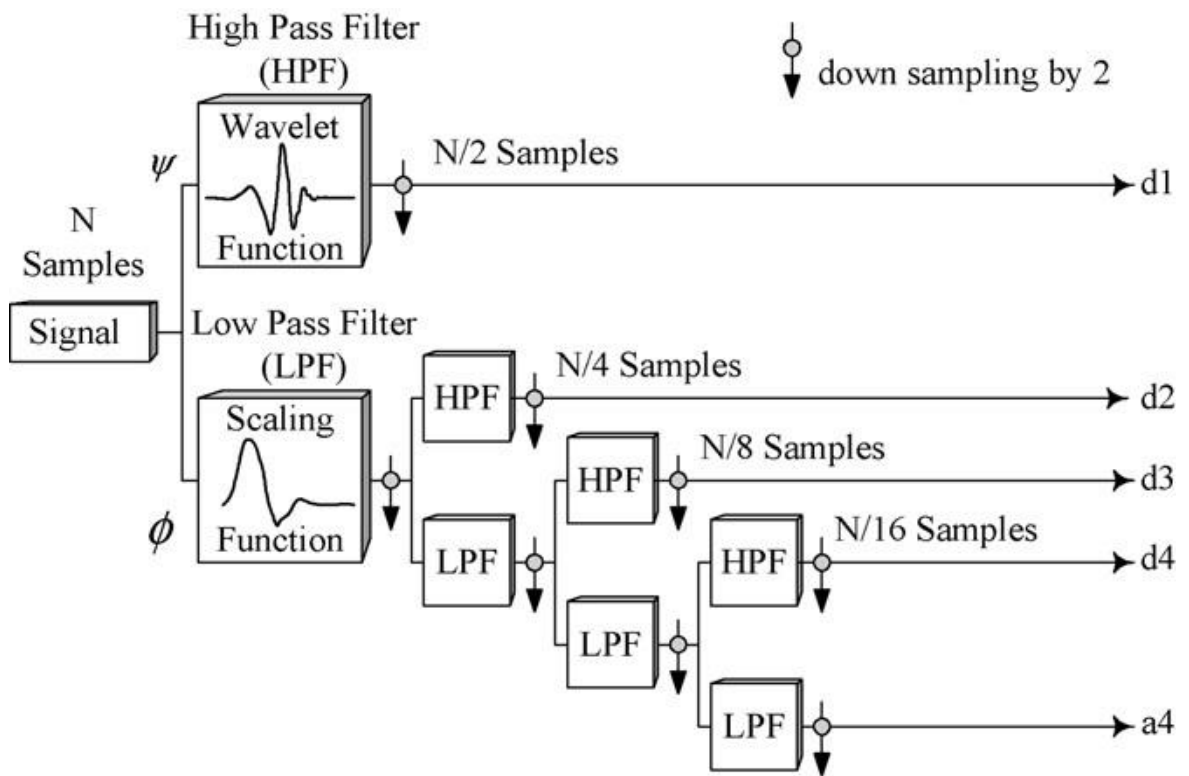 High Pass Filter
(HPF)
down sampling by 2
Wavelet
Function
ψ
N/2 Samples
d1
N
Samples
Signal
Low Pass Filter
(LPF)
Scaling
Function
ϕ
HPF
N/4 Samples
d2
LPF
HPF
N/8 Samples
d3
LPF
HPF
N/16 Samples
d4
LPF
a4